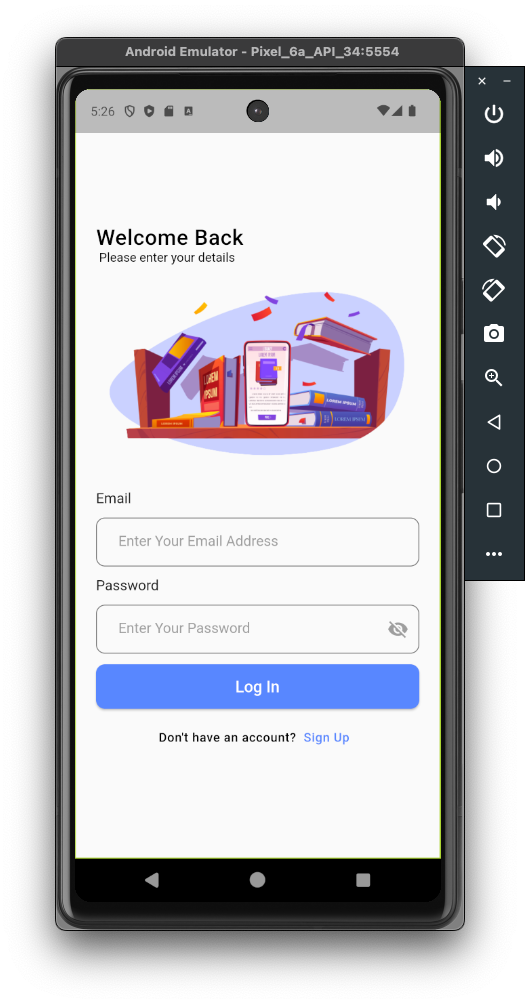 Android Emulator - Pixel_6a_API_34:5554
5:26
A
Welcome Back
Please enter your details
LOREM
IPSUM
LOREM IPSUM
LOREM IPSUM
Email
Enter Your Email Address
Password
Enter Your Password
Log In
Don't have an account? Sign Up